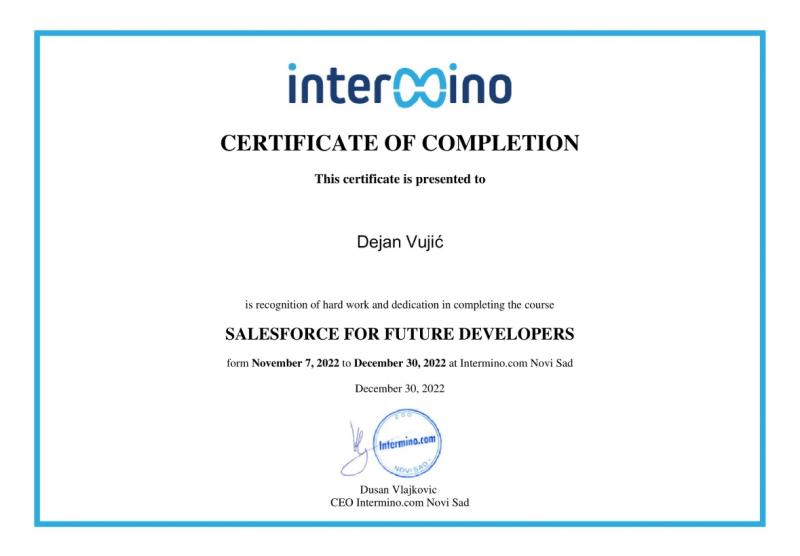 intermino
CERTIFICATE OF COMPLETION
This certificate is presented to
Dejan Vujić
is recognition of hard work and dedication in completing the course
SALESFORCE FOR FUTURE DEVELOPERS
form November 7, 2022 to December 30, 2022 at Intermino.com Novi Sad
December 30, 2022
Intermino.com
NOVI SAD
Dusan Vlajkovic
CEO Intermino.com Novi Sad